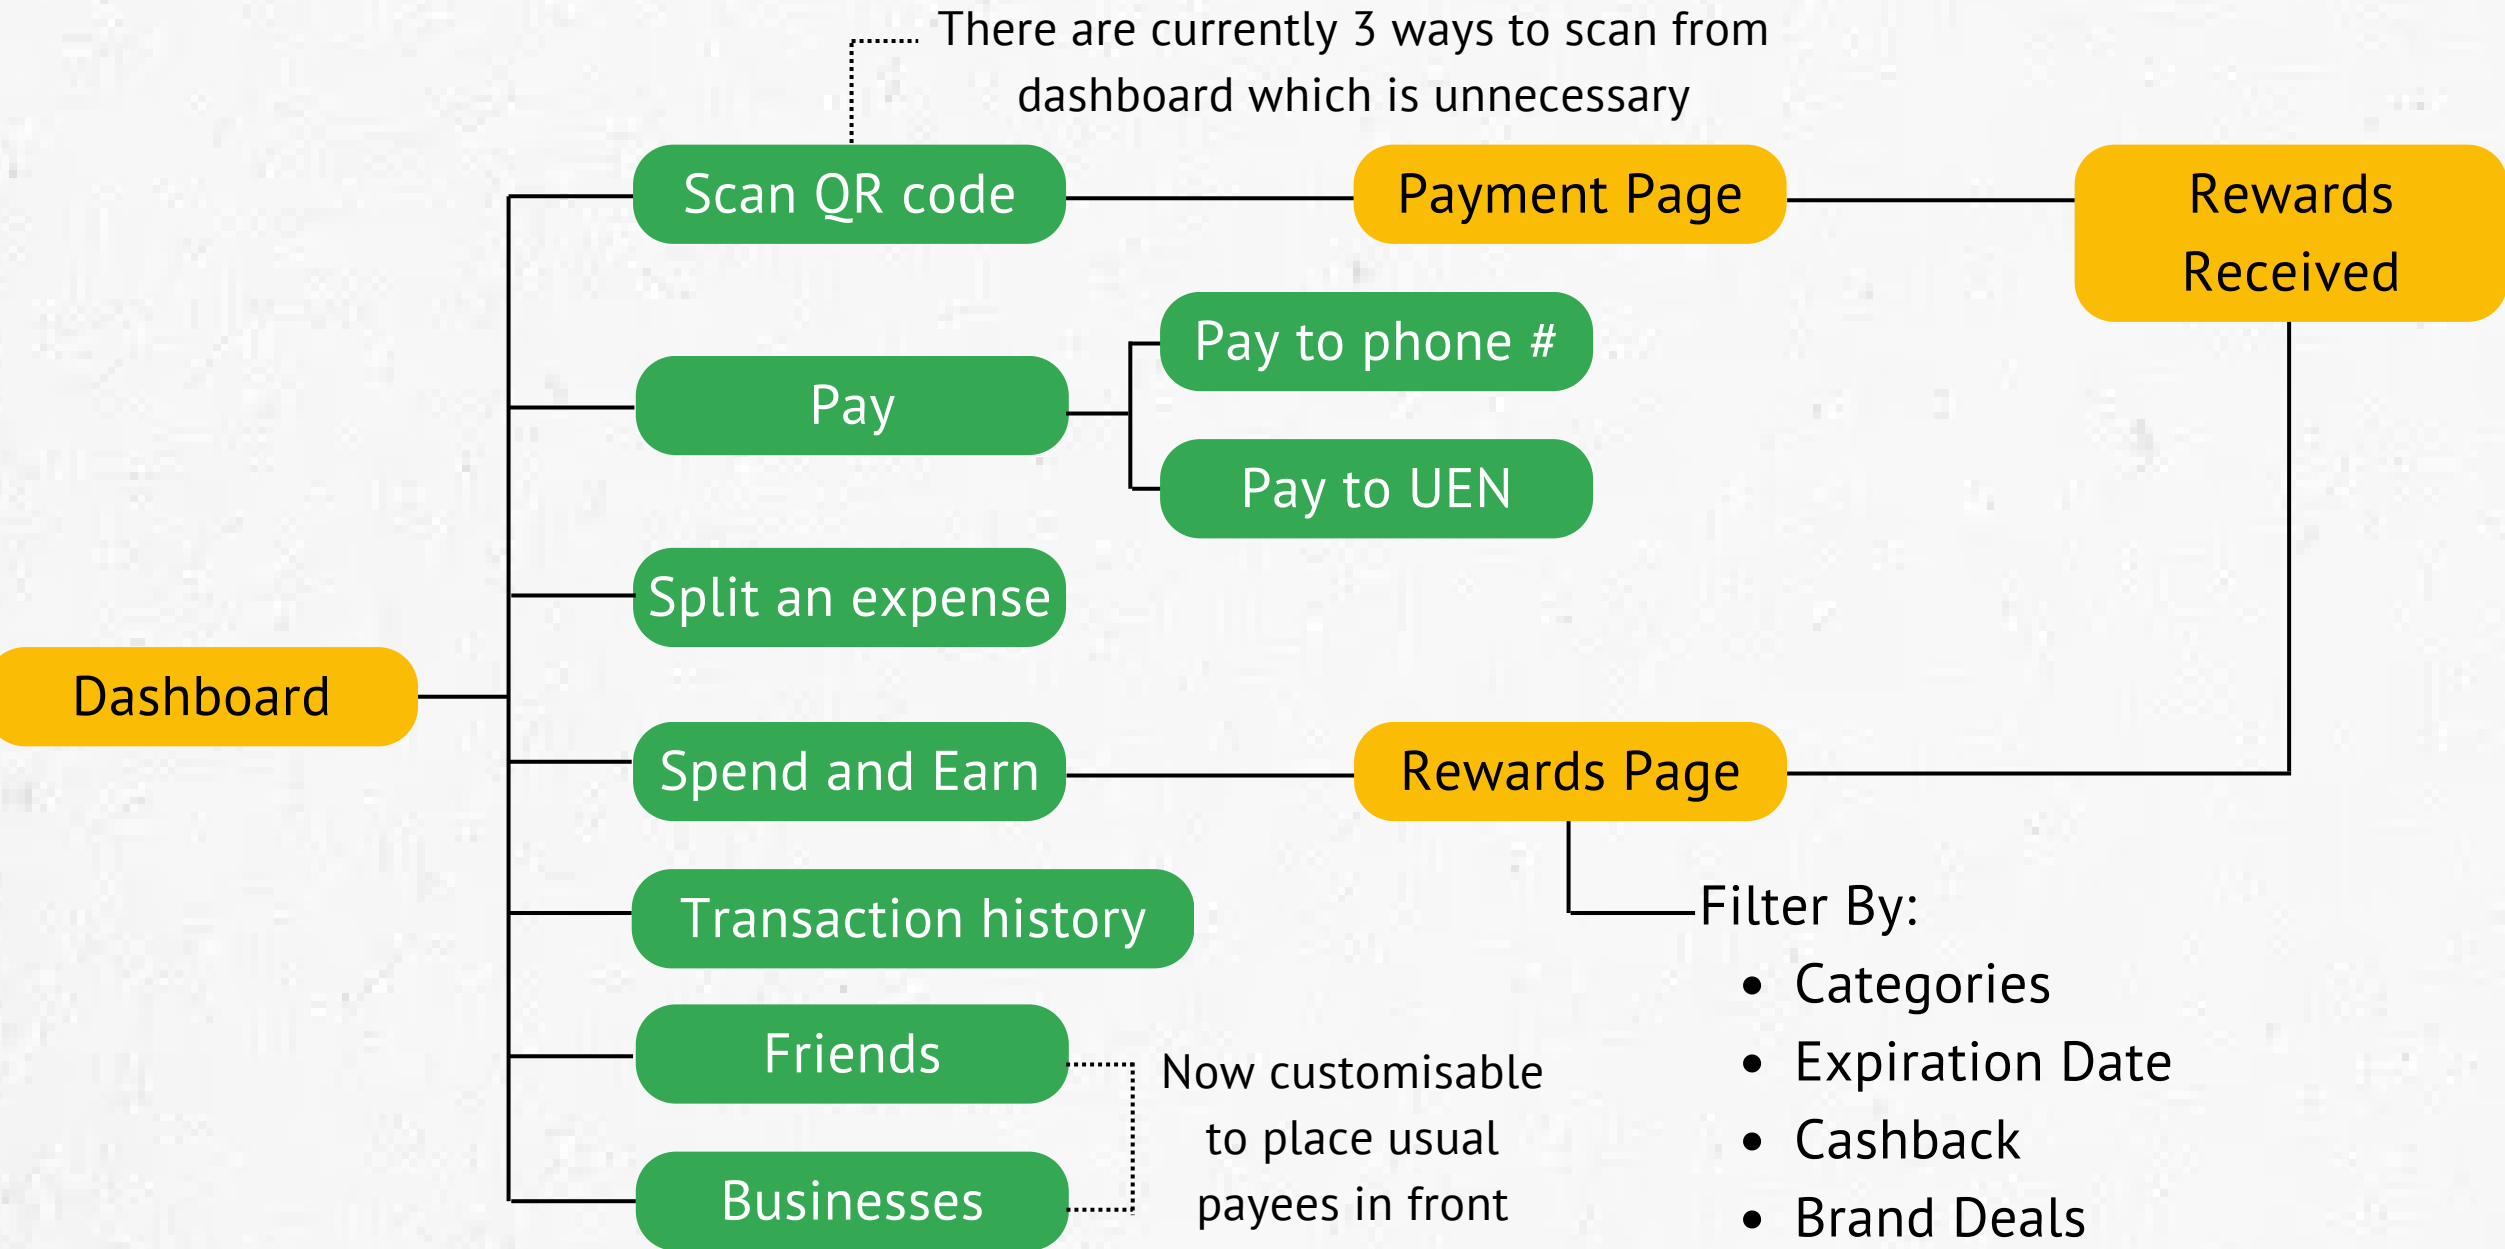 There are currently 3 ways to scan from
dashboard which is unnecessary
Scan QR code
Payment Page
Rewards
Received
Pay to phone #
Pay
Pay to UEN
Split an expense
Dashboard
Spend and Earn
Rewards Page
Transaction history
Filter By:
• Categories
• Expiration Date
• Cashback
• Brand Deals
Friends
Now customisable
to place usual
payees in front
Businesses